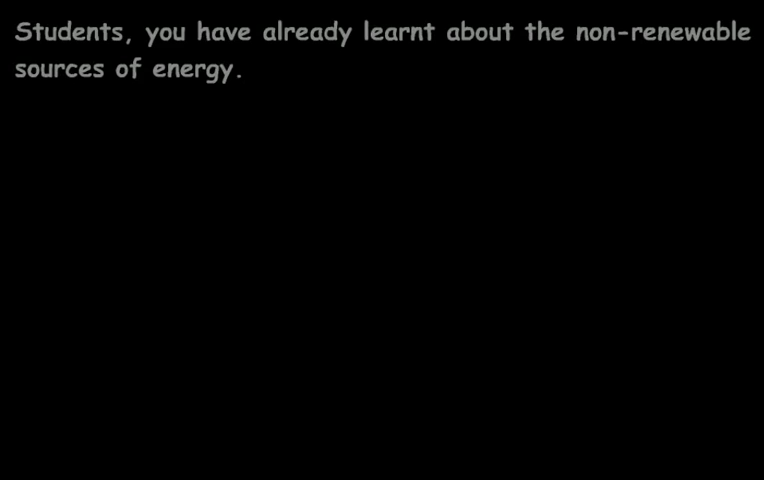 Students, you have already learnt about the non-renewable
sources of energy.